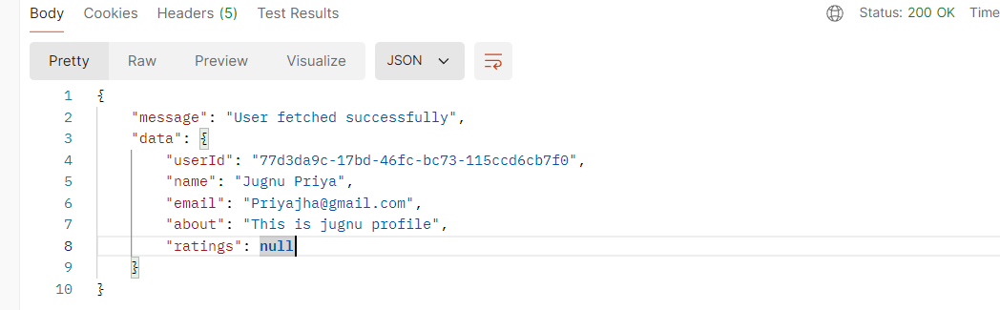 Body Cookies Headers (5) Test Results Status: 200 OK Time
Pretty Raw Preview Visualize JSON
1 {
2 "message": "User fetched successfully",
3 "data": {
4 "userId": "77d3da9c-17bd-46fc-bc73-115ccd6cb7f0",
5 "name": "Jugnu Priya",
6 "email": "Priyajha@gmail.com",
7 "about": "This is jugnu profile",
8 "ratings": null
9 }
10 }